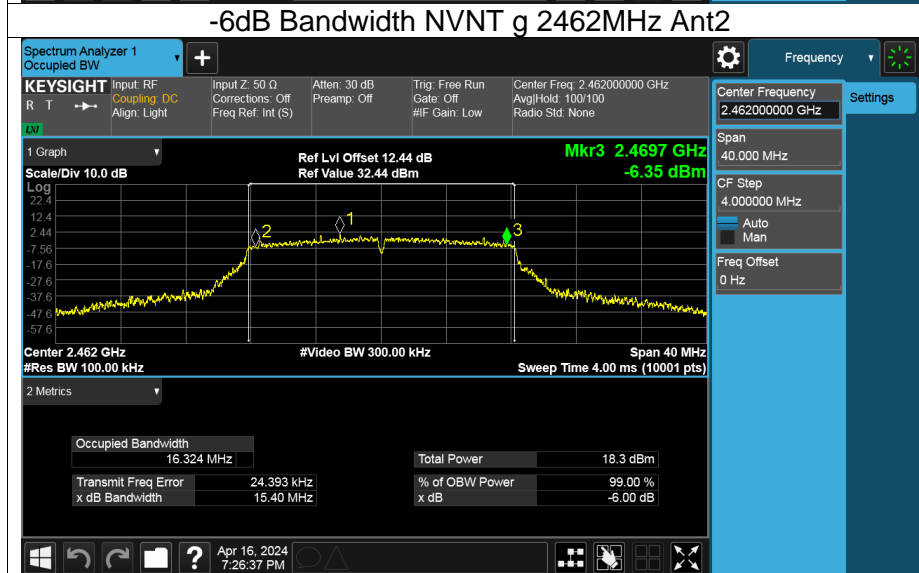 -6dB Bandwidth NVNT g 2462MHz Ant2
Spectrum Analyzer 1
Occupied BW
+
Frequency
KEYSIGHT
R T
LXI
Input: RF
Coupling: DC
Align: Light
Input Z: 50 Ω
Corrections: Off
Freq Ref: Int (S)
Atten: 30 dB
Preamp: Off
Trig: Free Run
Gate: Off
#IF Gain: Low
Center Freq: 2.462000000 GHz
Avg|Hold: 100/100
Radio Std: None
Center Frequency
2.462000000 GHz
Settings
Span
40.000 MHz
CF Step
4.000000 MHz
Auto
Man
Freq Offset
0 Hz
1 Graph
Scale/Div 10.0 dB
Ref Lvl Offset 12.44 dB
Ref Value 32.44 dBm
Mkr3 2.4697 GHz
-6.35 dBm
Log
22.4
12.4
2.44
-7.56
-17.6
-27.6
-37.6
-47.6
-57.6
1
2
3
Center 2.462 GHz
#Res BW 100.00 kHz
#Video BW 300.00 kHz
Span 40 MHz
Sweep Time 4.00 ms (10001 pts)
2 Metrics
Occupied Bandwidth
16.324 MHz
Total Power 18.3 dBm
Transmit Freq Error 24.393 kHz
% of OBW Power 99.00 %
x dB Bandwidth 15.40 MHz
x dB -6.00 dB
?
Apr 16, 2024
7:26:37 PM